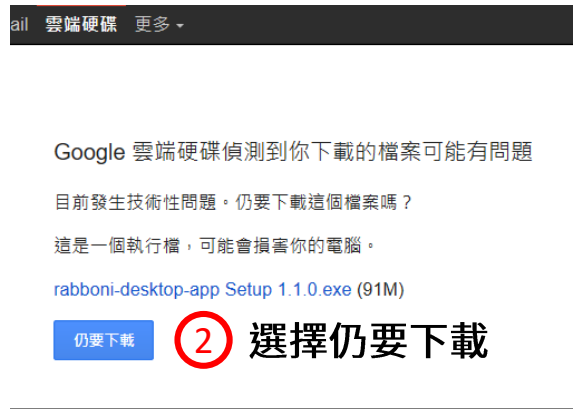 ail 雲端硬碟 更多
Google 雲端硬碟偵測到你下載的檔案可能有問題
目前發生技術性問題。仍要下載這個檔案嗎？
這是一個執行檔，可能會損害你的電腦。
rabboni-desktop-app Setup 1.1.0.exe (91M)
仍要下載 2 選擇仍要下載